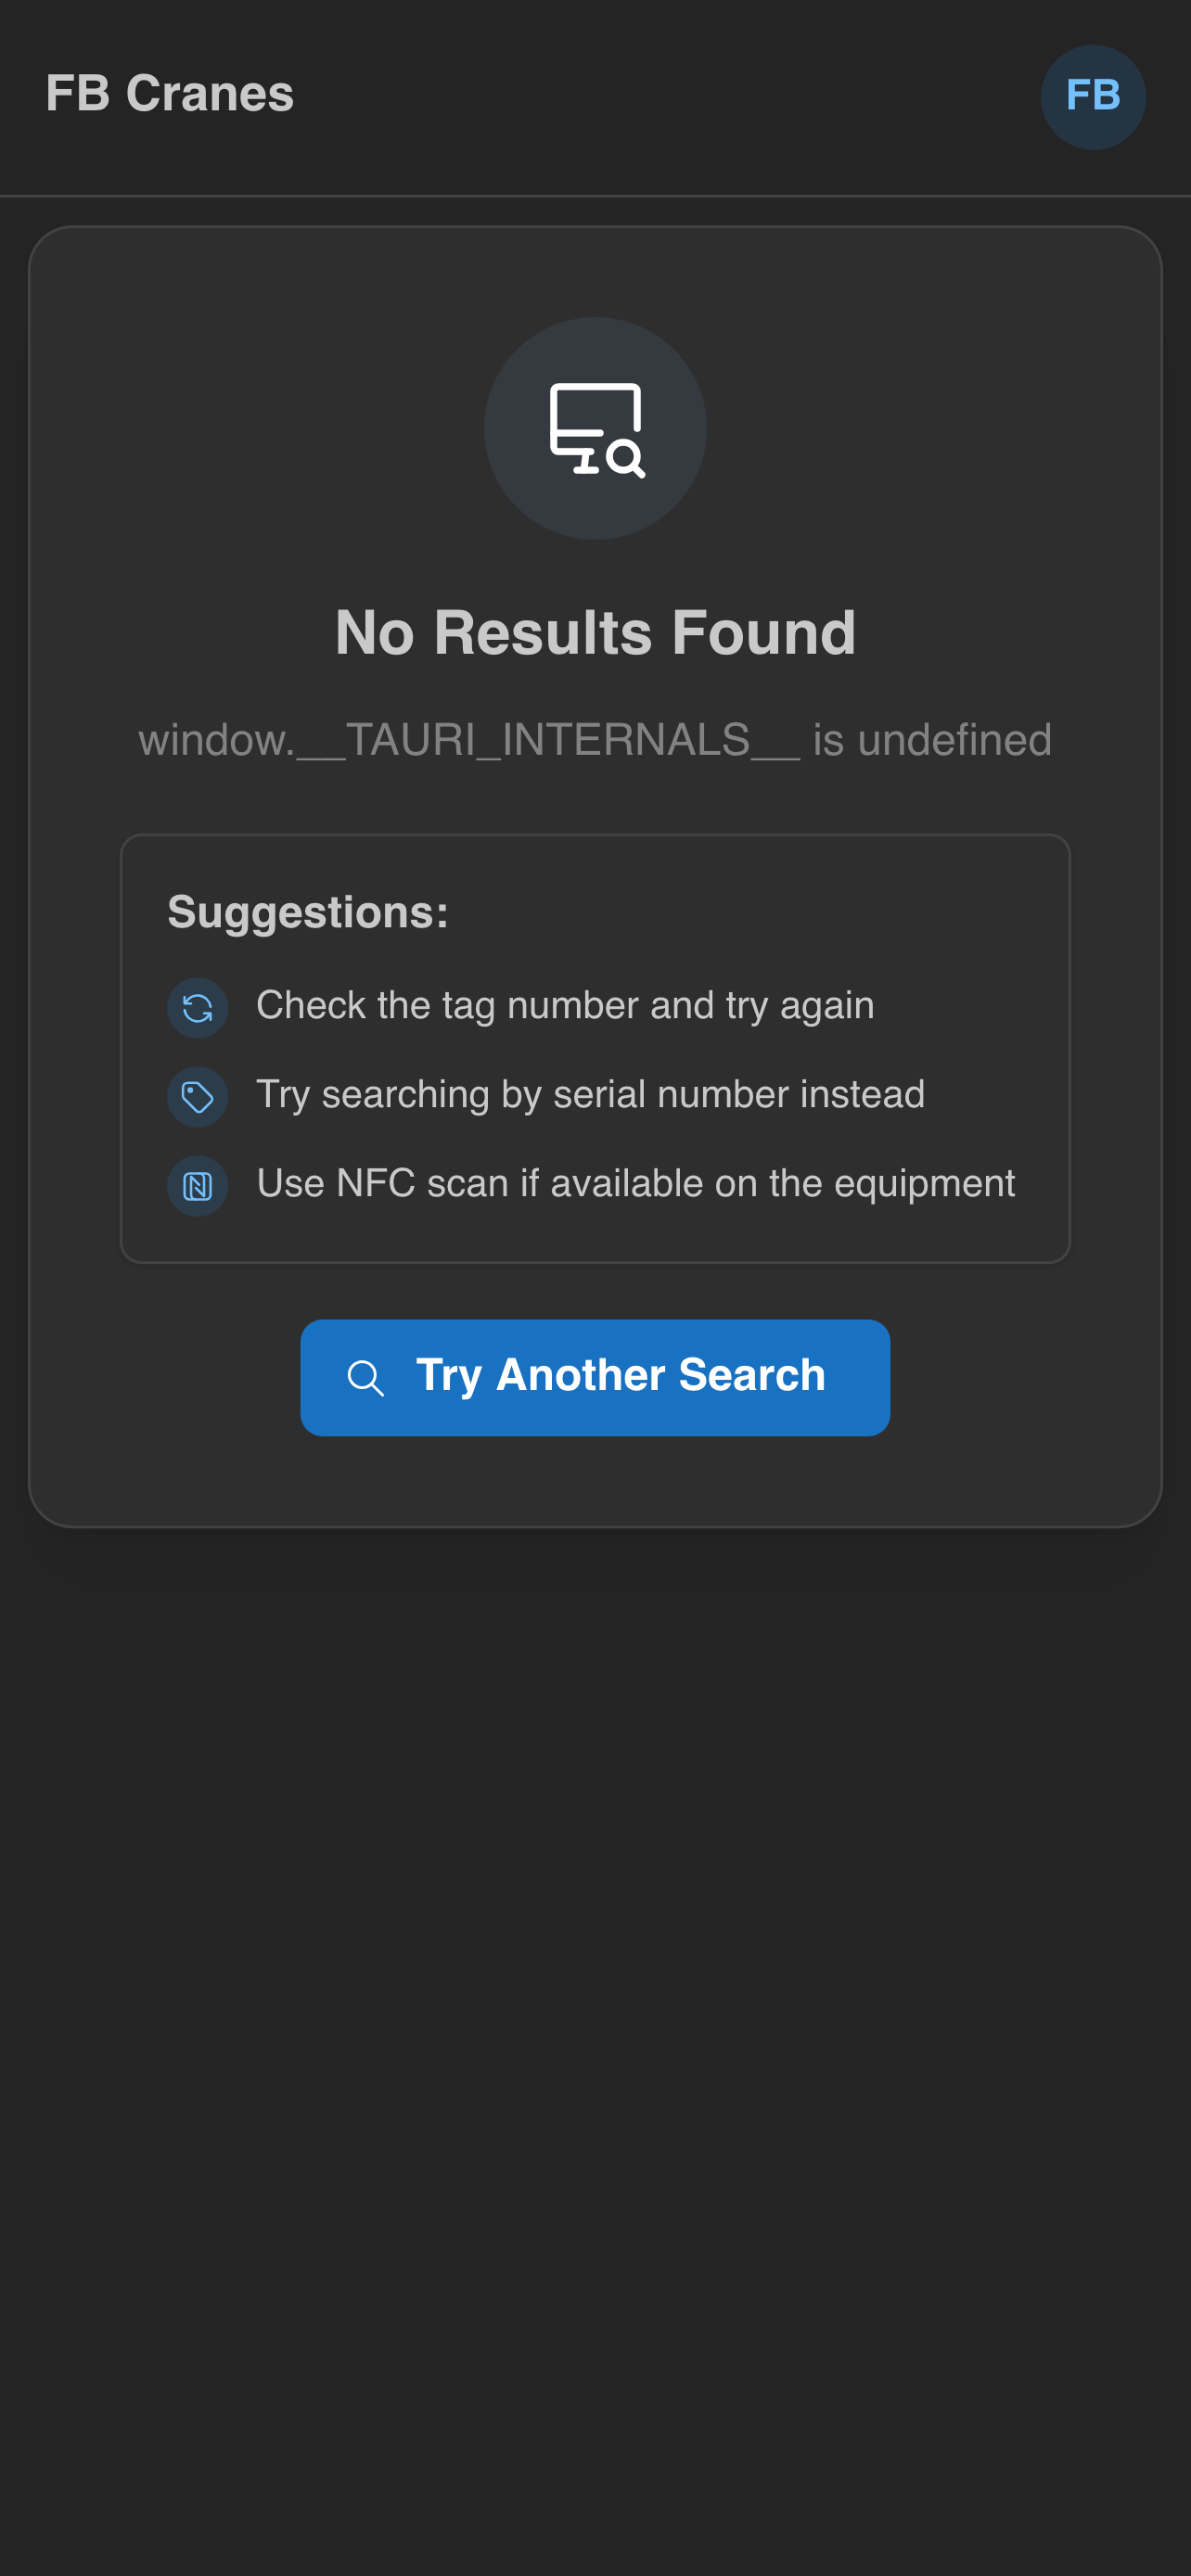 FB Cranes
FB
No Results Found
window.__TAURI_INTERNALS__ is undefined
Suggestions:
Check the tag number and try again
Try searching by serial number instead
Use NFC scan if available on the equipment
Try Another Search